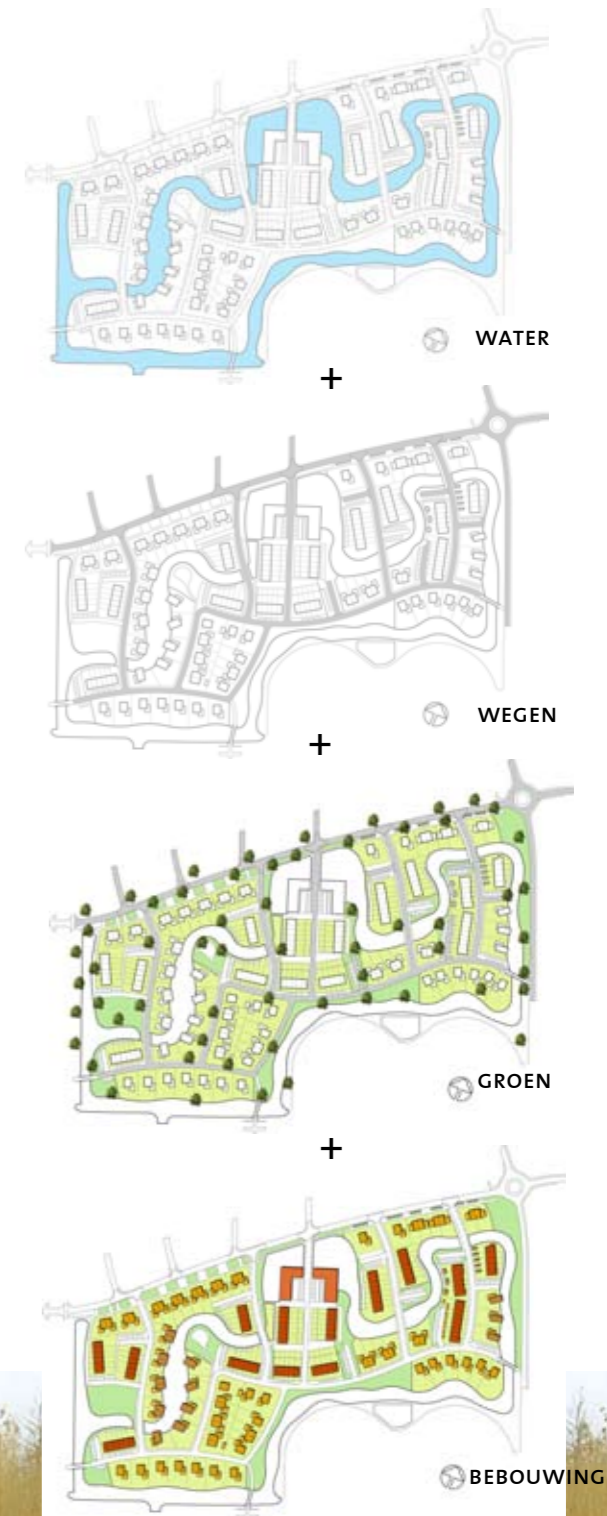 WATER
+
WEGEN
+
GROEN
+
BEBOUWING